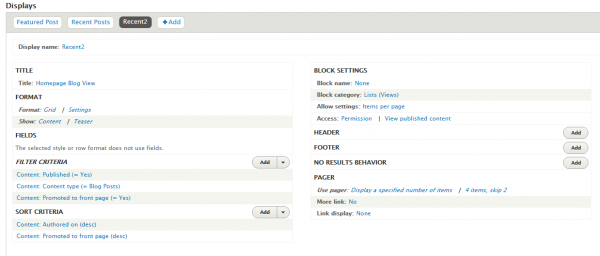 Displays
Featured Post Recent Posts Recent2 +Add
Display name: Recent2
TITLE
Title: Homepage Blog View
FORMAT
Format: Grid | Settings
Show: Content | Teaser
FIELDS
The selected style or row format does not use fields.
FILTER CRITERIA Add
Content: Published (= Yes)
Content: Content type (= Blog Posts)
Content: Promoted to front page (= Yes)
SORT CRITERIA Add
Content: Authored on (desc)
Content: Promoted to front page (desc)
BLOCK SETTINGS
Block name: None
Block category: Lists (Views)
Allow settings: Items per page
Access: Permission | View published content
HEADER Add
FOOTER Add
NO RESULTS BEHAVIOR Add
PAGER
Use pager: Display a specified number of items | 4 items, skip 2
More link: No
Link display: None